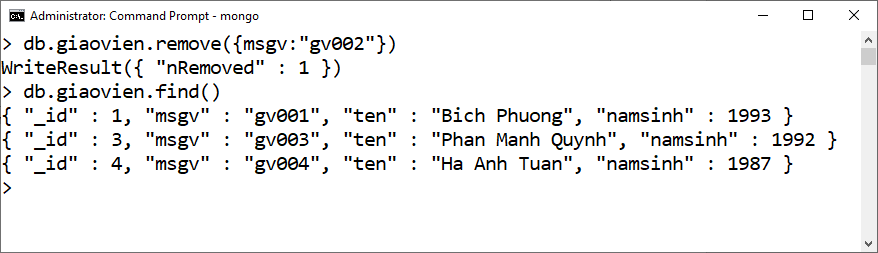 Administrator: Command Prompt - mongo
> db.giaovien.remove({msgv:"gv002"})
WriteResult({ "nRemoved" : 1 })
> db.giaovien.find()
{ "_id" : 1, "msgv" : "gv001", "ten" : "Bich Phuong", "namsinh" : 1993 }
{ "_id" : 3, "msgv" : "gv003", "ten" : "Phan Manh Quynh", "namsinh" : 1992 }
{ "_id" : 4, "msgv" : "gv004", "ten" : "Ha Anh Tuan", "namsinh" : 1987 }
>